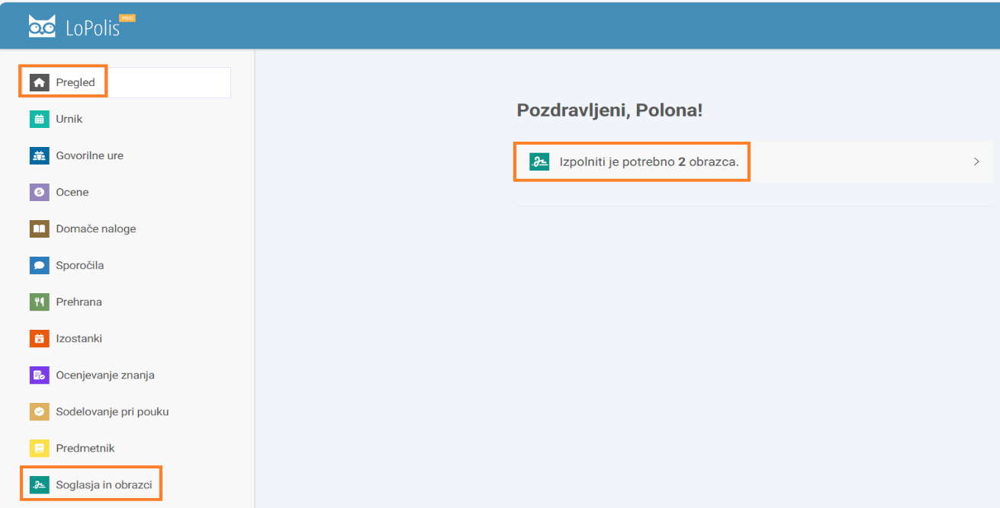 LoPolis PRO
Pregled
Urnik
Govorilne ure
Ocene
Domače naloge
Sporočila
Prehrana
Izostanki
Ocenjevanje znanja
Sodelovanje pri pouku
Predmetnik
Soglasja in obrazci
Pozdravljeni, Polona!
Izpolniti je potrebno 2 obrazca.